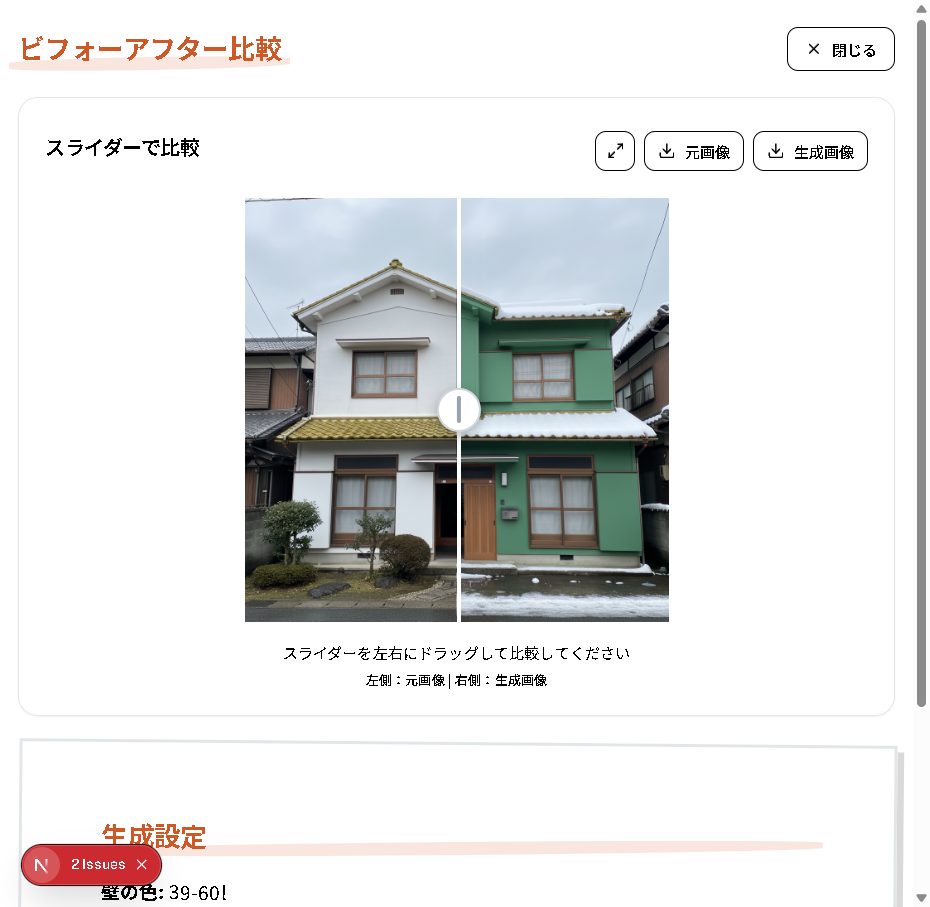 ビフォーアフター比較
閉じる
スライダーで比較
元画像
生成画像
スライダーを左右にドラッグして比較してください
左側：元画像 | 右側：生成画像
生成設定
N 2 Issues
壁の色: 39-60l